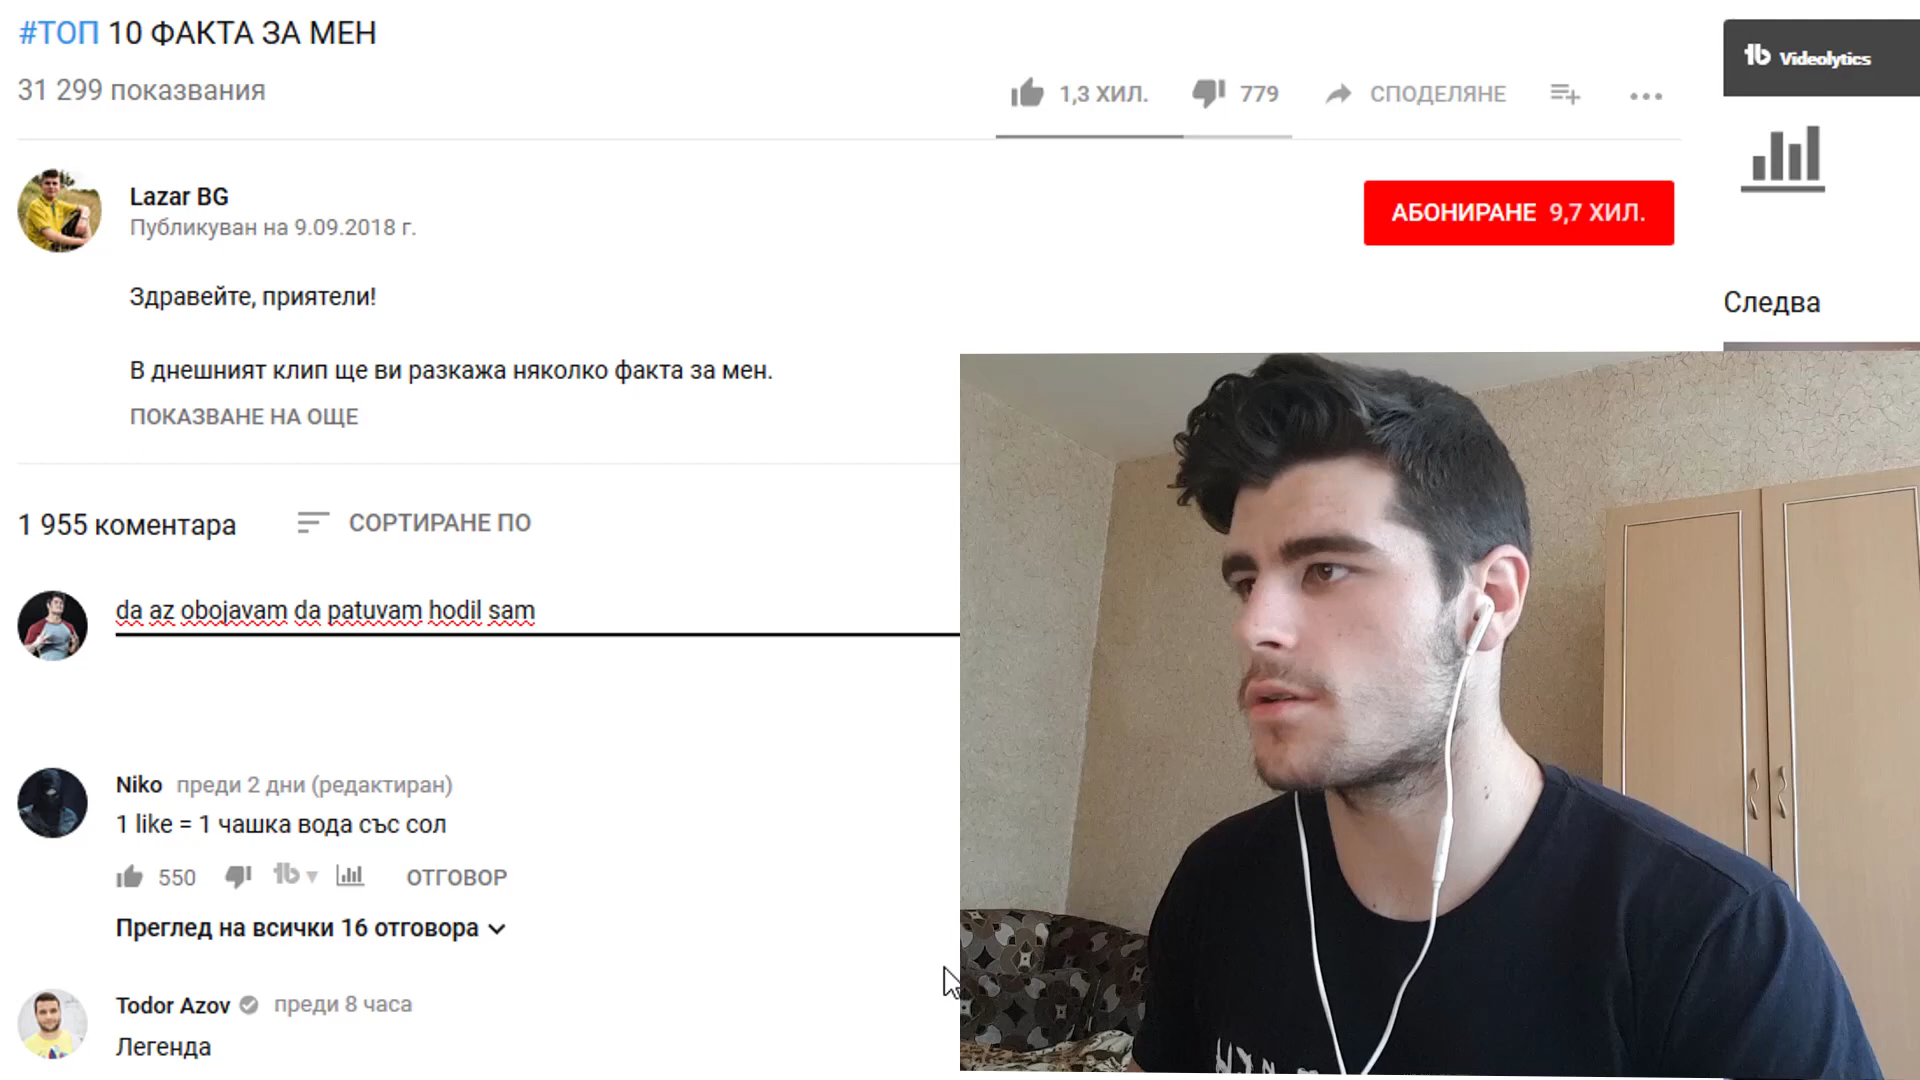 #ТОП 10 ФАКТА ЗА МЕН
31 299 показвания
1,3 ХИЛ. 779 СПОДЕЛЯНЕ
Videolytics
Lazar BG
Публикуван на 9.09.2018 г.
АБОНИРАНЕ 9,7 ХИЛ.
Здравейте, приятели!
Следва
В днешният клип ще ви разкажа няколко факта за мен.
ПОКАЗВАНЕ НА ОЩЕ
1 955 коментара СОРТИРАНЕ ПО
da az obojavam da patuvam hodil sam
Niko преди 2 дни (редактиран)
1 like = 1 чашка вода със сол
550 ОТГОВОР
Преглед на всички 16 отговора
Todor Azov преди 8 часа
Легенда